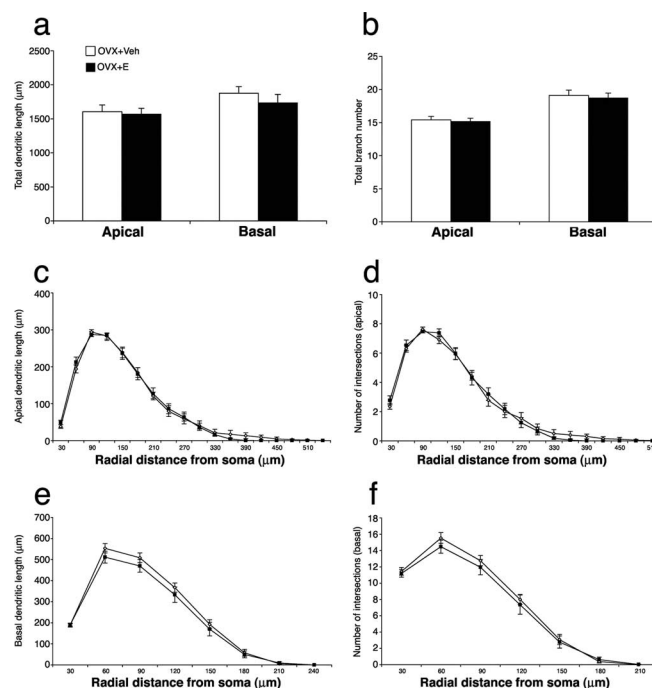 a
Total dendritic length (μm)
2500
2000
1500
1000
500
0
OVX+Veh
OVX+E
Apical Basal
b
Total branch number
25
20
15
10
5
0
Apical Basal
c
Apical dendritic length (μm)
400
300
200
100
0
30 90 150 210 270 330 390 450 510
Radial distance from soma (μm)
d
Number of intersections (apical)
10
8
6
4
2
0
30 90 150 210 270 330 390 450 510
Radial distance from soma (μm)
e
Basal dendritic length (μm)
700
600
500
400
300
200
100
0
30 60 90 120 150 180 210 240
Radial distance from soma (μm)
f
Number of intersections (basal)
18
16
14
12
10
8
6
4
2
0
30 60 90 120 150 180 210
Radial distance from soma (μm)